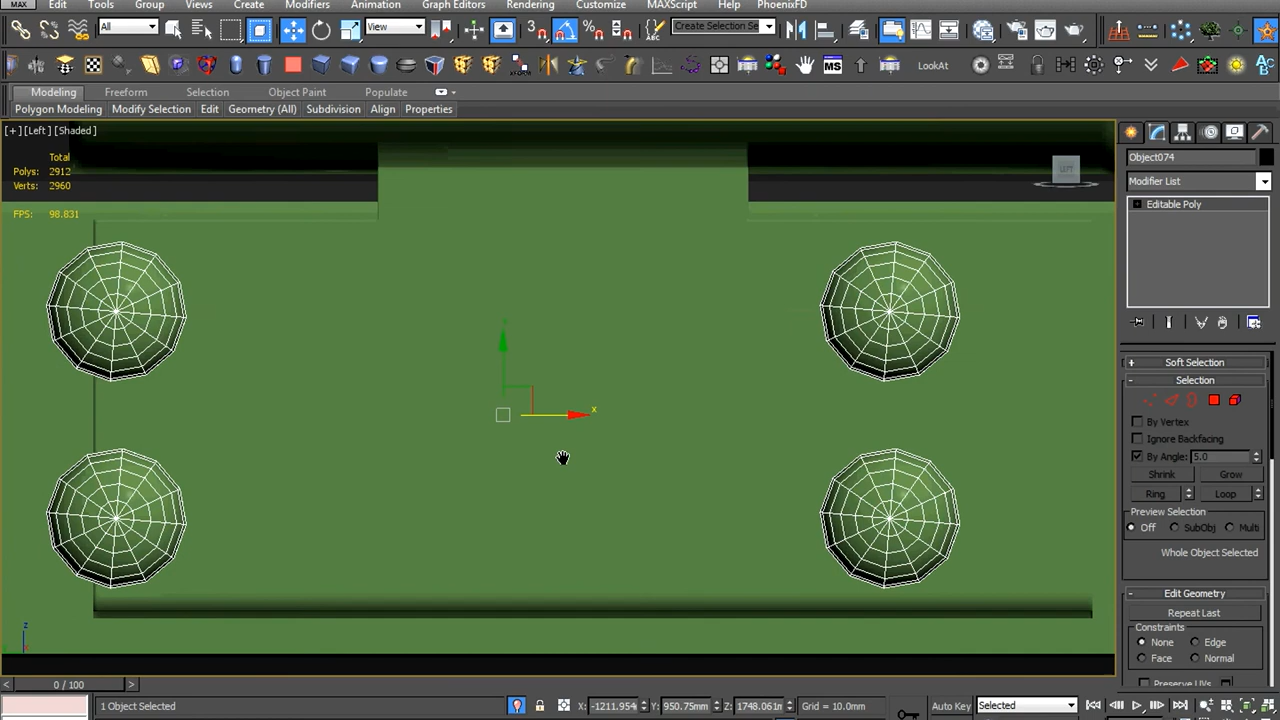 MAX Edit Tools Group Views Create Modifiers Animation Graph Editors Rendering Customize MAXScript Help PhoenixFD
All View 3 % Create Selection Se ABC
XFORM MS LookAt
Modeling Freeform Selection Object Paint Populate
Polygon Modeling Modify Selection Edit Geometry (All) Subdivision Align Properties
[+] [Left] [Shaded]
LEFT
Total
Polys: 2912
Verts: 2960
FPS: 98.831
x
z
Object074
Modifier List
Editable Poly
+ Soft Selection
- Selection
By Vertex
Ignore Backfacing
By Angle: 5.0
Shrink Grow
Ring Loop
Preview Selection
Off SubObj Multi
Whole Object Selected
- Edit Geometry
Repeat Last
Constraints
None Edge
Face Normal
Preserve UVs
< 0 / 100 >
1 Object Selected X: -1211.954 Y: 950.75mm Z: 1748.061m Grid = 10.0mm Auto Key Selected